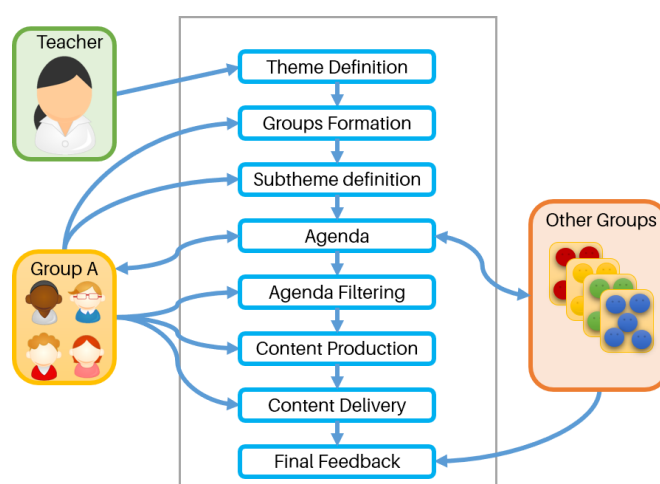 Teacher
Theme Definition
Groups Formation
Subtheme definition
Other Groups
Agenda
Group A
Agenda Filtering
Content Production
Content Delivery
Final Feedback